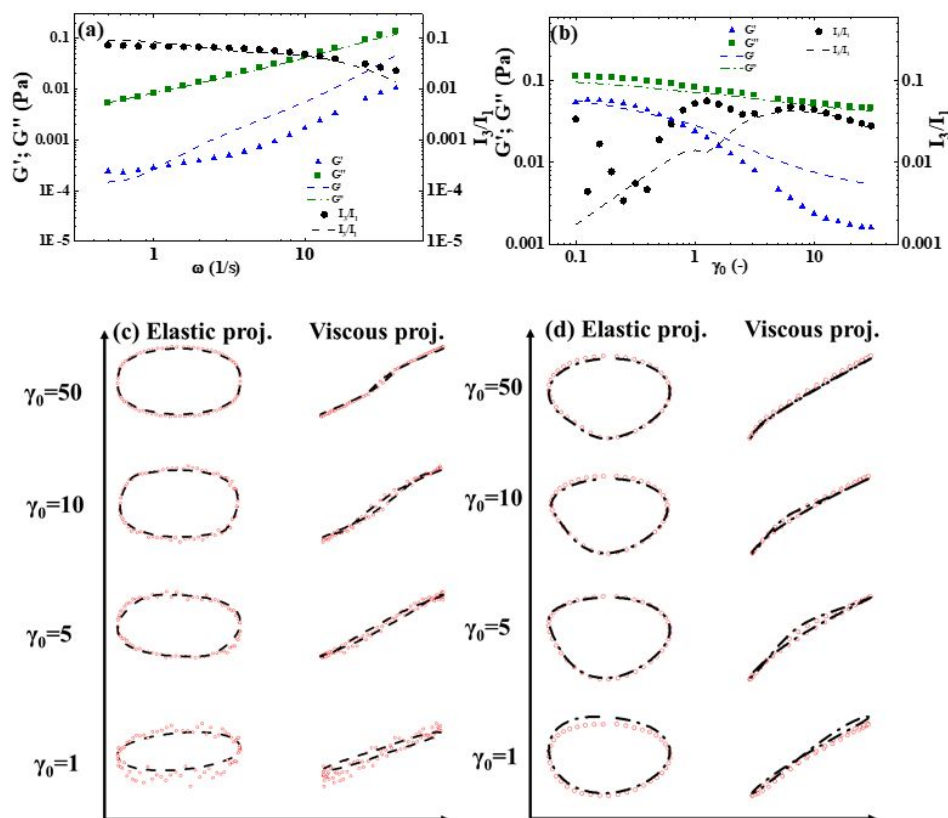 (a)
0.1
0.01
0.001
1E-4
1E-5
G'; G'' (Pa)
1
10
ω (1/s)
0.1
0.01
0.001
1E-4
1E-5
I3/I1
G'
G''
G'
G''
I3/I1
I3/I1
(b)
G'
G''
G'
G''
I3/I1
I3/I1
0.1
0.01
0.001
G'; G'' (Pa)
0.1
1
10
γ0 (-)
0.1
0.01
0.001
I3/I1
(c) Elastic proj. Viscous proj.
γ0=50
γ0=10
γ0=5
γ0=1
(d) Elastic proj. Viscous proj.
γ0=50
γ0=10
γ0=5
γ0=1